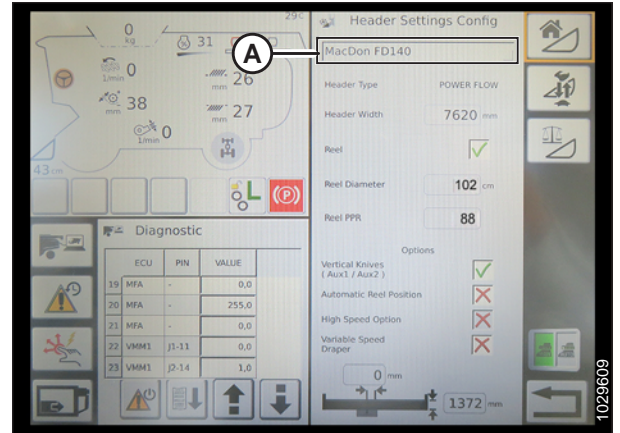 29c
Header Settings Config
A
MacDon FD140
0
kg
31
0
1/min
26
mm
38
mm
27
mm
0
1/min
43 cm
L
(P)
Header Type POWER FLOW
Header Width 7620 mm
Reel
Reel Diameter 102 cm
Reel PPR 88
Options
Vertical Knives
( Aux1 / Aux2 )
Automatic Reel Position
High Speed Option
Variable Speed
Draper
0 mm
1372 mm
Diagnostic
ECU PIN VALUE
19 MFA - 0,0
20 MFA - 255,0
21 MFA - 0,0
22 VMM1 J1-11 0,0
23 VMM1 J2-14 1,0
1029609